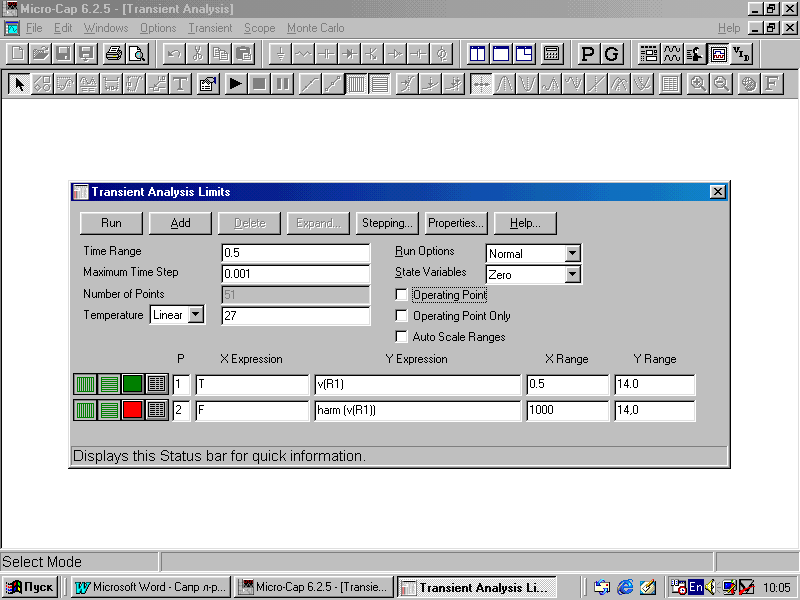 Micro-Cap 6.2.5 - [Transient Analysis]
File Edit Windows Options Transient Scope Monte Carlo Help
P G V I D
T F
Transient Analysis Limits
Run Add Delete Expand... Stepping... Properties... Help...
Time Range 0.5 Run Options Normal
Maximum Time Step 0.001 State Variables Zero
Number of Points 51 Operating Point
Temperature Linear 27 Operating Point Only
Auto Scale Ranges
P X Expression Y Expression X Range Y Range
1 T v(R1) 0.5 14.0
2 F harm (v(R1)) 1000 14,0
Displays this Status bar for quick information.
Select Mode
Пуск Microsoft Word - Сапр л-р... Micro-Cap 6.2.5 - [Transie... Transient Analysis Li... En 10:05